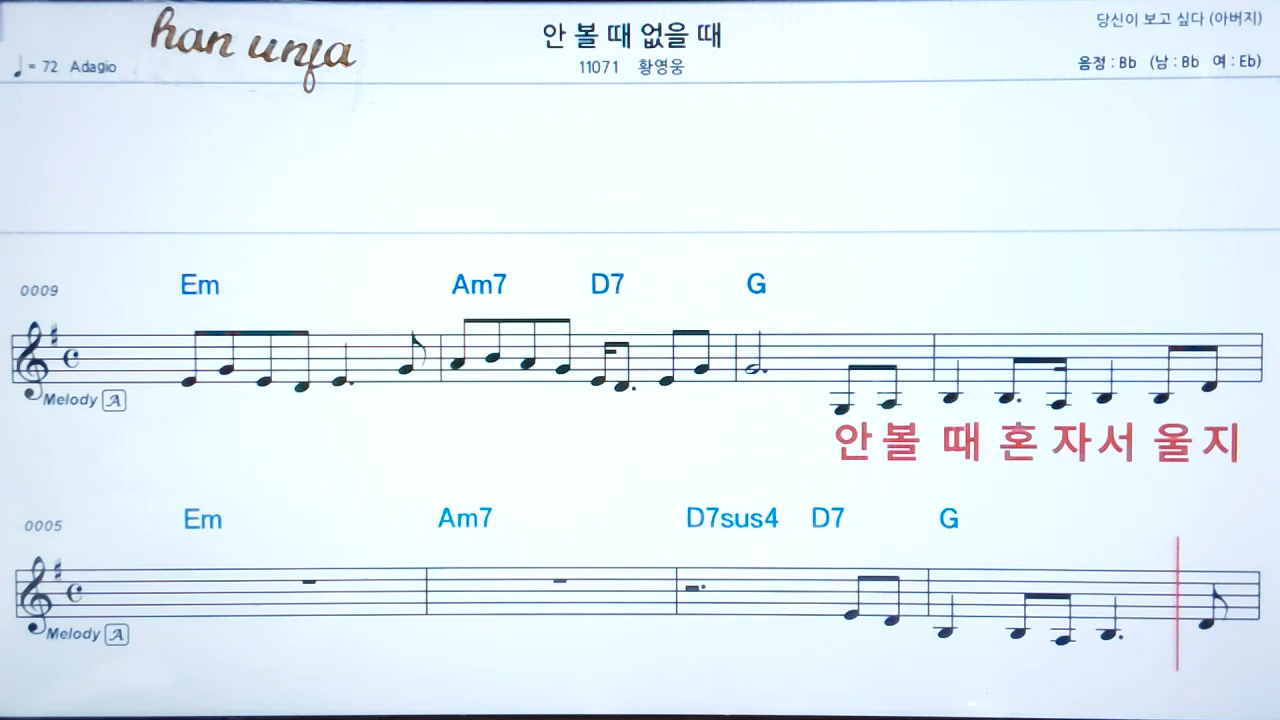 han unja
안 볼 때 없을 때
당신이 보고 싶다 (아버지)
♩= 72 Adagio
11071 황영웅
음정 : Bb (남 : Bb 여 : Eb)
Em Am7 D7 G
0009
Melody A
안 볼 때 혼 자 서 울 지
Em Am7 D7sus4 D7 G
0005
Melody A